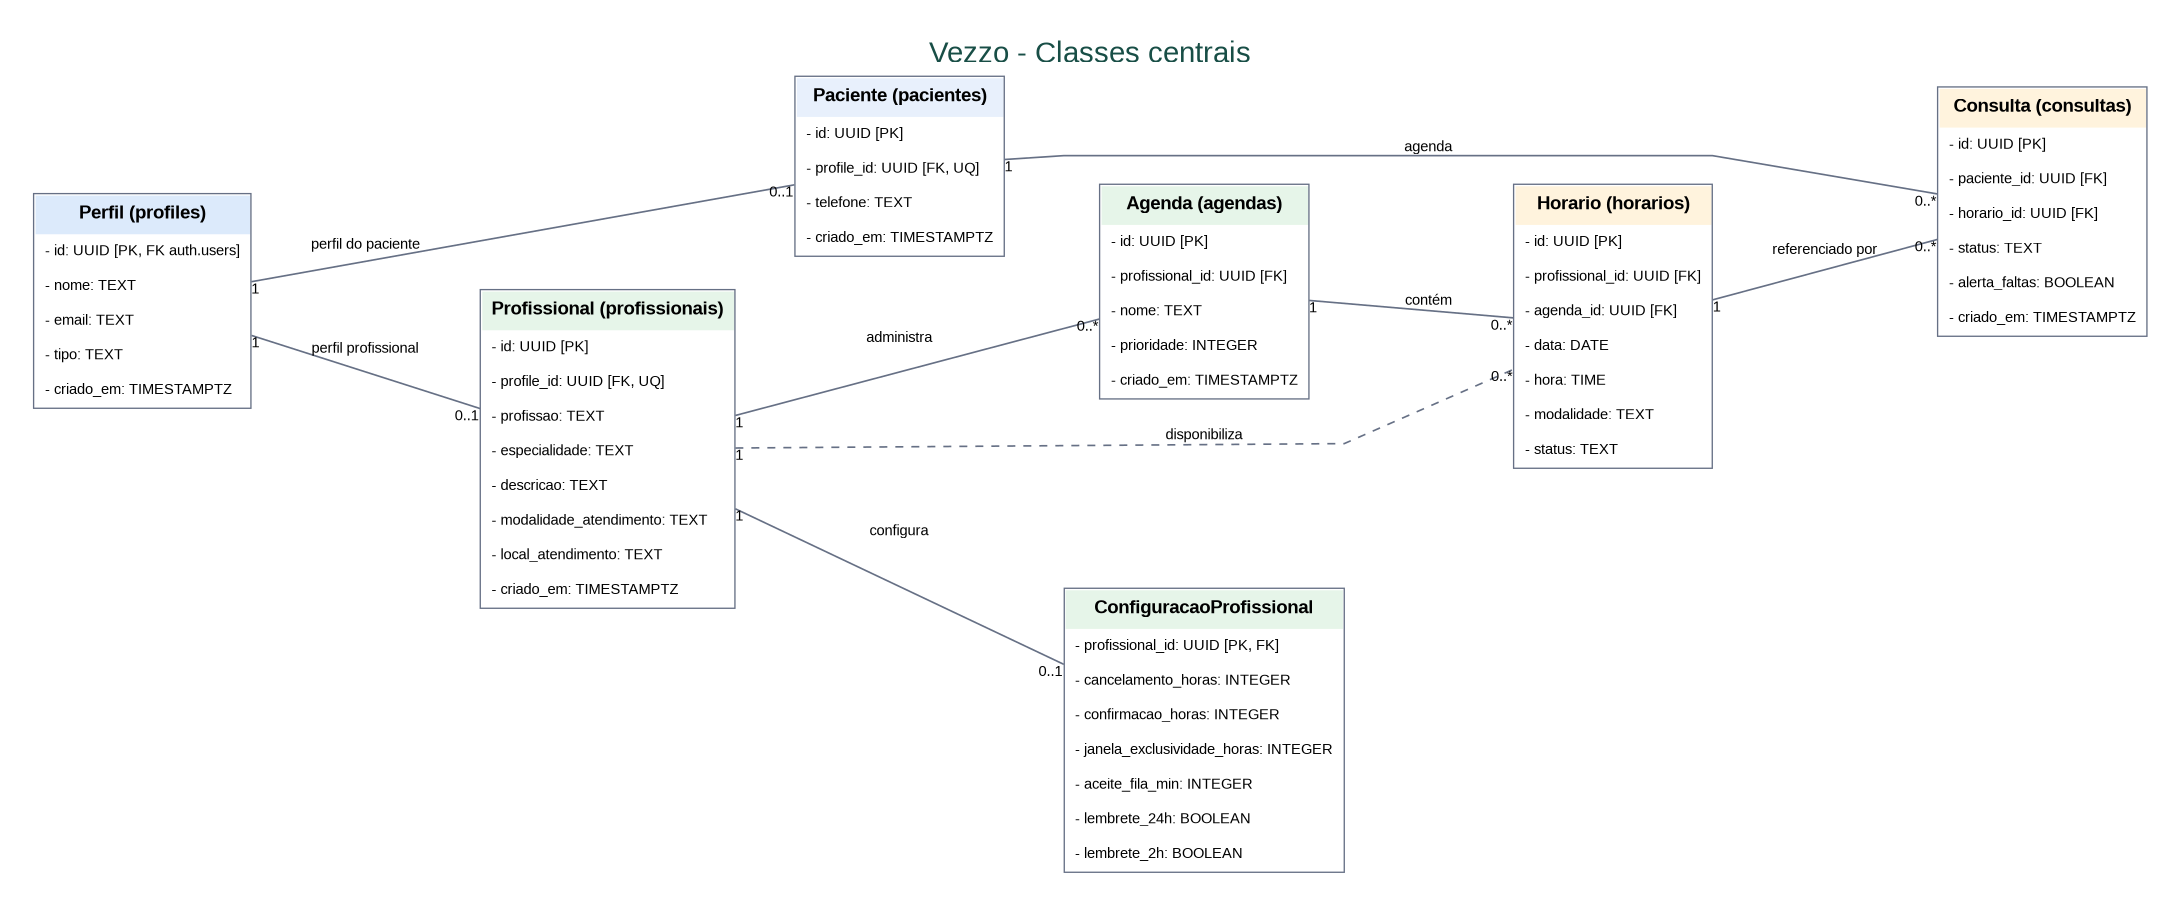 Vezzo - Classes centrais
Perfil (profiles)
- id: UUID [PK, FK auth.users]
- nome: TEXT
- email: TEXT
- tipo: TEXT
- criado_em: TIMESTAMPTZ
1
perfil do paciente
0..1
1
perfil profissional
0..1
Paciente (pacientes)
- id: UUID [PK]
- profile_id: UUID [FK, UQ]
- telefone: TEXT
- criado_em: TIMESTAMPTZ
1
agenda
0..*
Profissional (profissionais)
- id: UUID [PK]
- profile_id: UUID [FK, UQ]
- profissao: TEXT
- especialidade: TEXT
- descricao: TEXT
- modalidade_atendimento: TEXT
- local_atendimento: TEXT
- criado_em: TIMESTAMPTZ
1
administra
0..*
1
disponibiliza
0..*
1
configura
0..1
Agenda (agendas)
- id: UUID [PK]
- profissional_id: UUID [FK]
- nome: TEXT
- prioridade: INTEGER
- criado_em: TIMESTAMPTZ
1
contém
0..*
ConfiguracaoProfissional
- profissional_id: UUID [PK, FK]
- cancelamento_horas: INTEGER
- confirmacao_horas: INTEGER
- janela_exclusividade_horas: INTEGER
- aceite_fila_min: INTEGER
- lembrete_24h: BOOLEAN
- lembrete_2h: BOOLEAN
Horario (horarios)
- id: UUID [PK]
- profissional_id: UUID [FK]
- agenda_id: UUID [FK]
- data: DATE
- hora: TIME
- modalidade: TEXT
- status: TEXT
1
referenciado por
0..*
Consulta (consultas)
- id: UUID [PK]
- paciente_id: UUID [FK]
- horario_id: UUID [FK]
- status: TEXT
- alerta_faltas: BOOLEAN
- criado_em: TIMESTAMPTZ